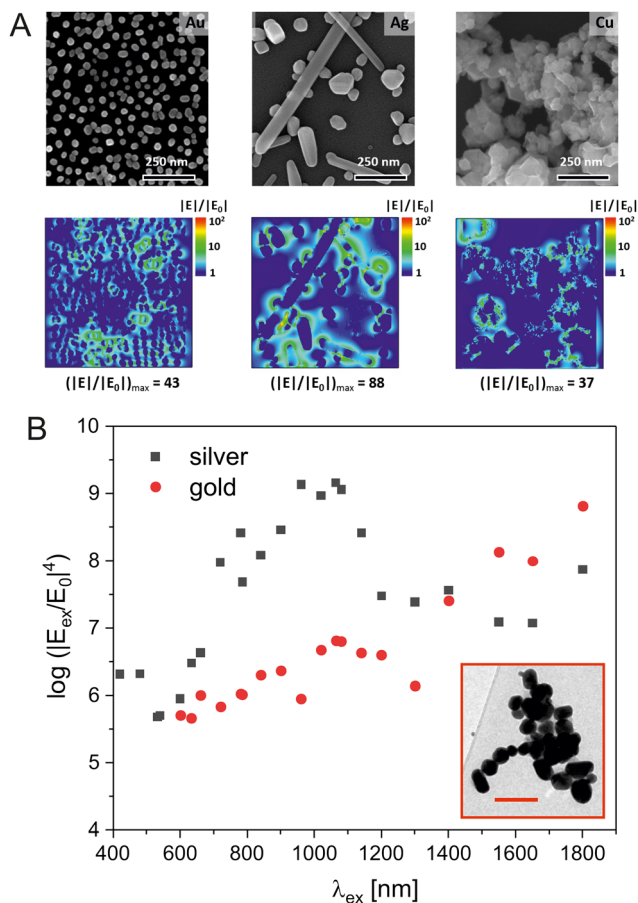 A
Au
Ag
Cu
250 nm
250 nm
250 nm
|E|/|E₀|
|E|/|E₀|
|E|/|E₀|
10²
10
1
10²
10
1
10²
10
1
(|E|/|E₀|)max = 43
(|E|/|E₀|)max = 88
(|E|/|E₀|)max = 37
B
10
9
8
7
6
5
4
silver
gold
log (|Eex/E₀|⁴)
400
600
800
1000
1200
1400
1600
1800
λex [nm]